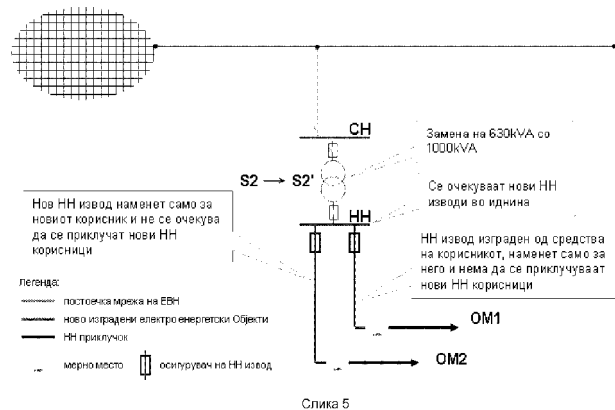 СН
Замена на 630kVA со
1000kVA
S2 → S2'
Се очекуваат нови НН
изводи во иднина
Нов НН извод наменет само за
новиот корисник и не се очекува
да се приклучат нови НН
корисници
НН
НН извод изграден од средства
на корисникот, наменет само за
него и нема да се приклучуваат
нови НН корисници
Легенда:
постоечка мрежа на ЕВН
ново изградени електро енергетски Објекти
НН приклучок
мерно место
осигурувач на НН извод
ОМ1
ОМ2
Слика 5